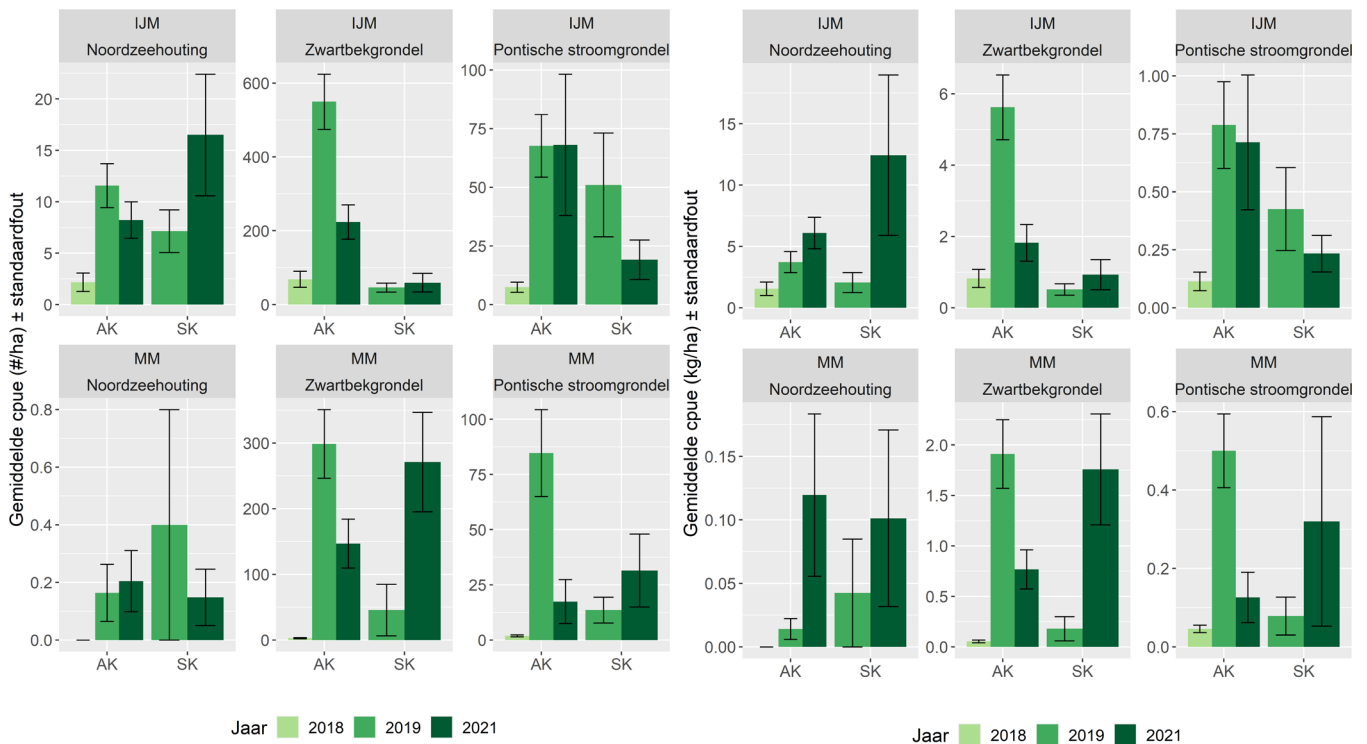 Gemiddelde cpue (#/ha) ± standaardfout
IJM
Noordzeehouting
20
15
10
5
0
AK SK
IJM
Zwartbekgrondel
600
400
200
0
AK SK
IJM
Pontische stroomgrondel
100
75
50
25
0
AK SK
MM
Noordzeehouting
0.8
0.6
0.4
0.2
0.0
AK SK
MM
Zwartbekgrondel
300
200
100
0
AK SK
MM
Pontische stroomgrondel
100
75
50
25
0
AK SK
Jaar 2018 2019 2021
Gemiddelde cpue (kg/ha) ± standaardfout
IJM
Noordzeehouting
15
10
5
0
AK SK
IJM
Zwartbekgrondel
6
4
2
0
AK SK
IJM
Pontische stroomgrondel
1.00
0.75
0.50
0.25
0.00
AK SK
MM
Noordzeehouting
0.15
0.10
0.05
0.00
AK SK
MM
Zwartbekgrondel
2.0
1.5
1.0
0.5
0.0
AK SK
MM
Pontische stroomgrondel
0.6
0.4
0.2
0.0
AK SK
Jaar 2018 2019 2021